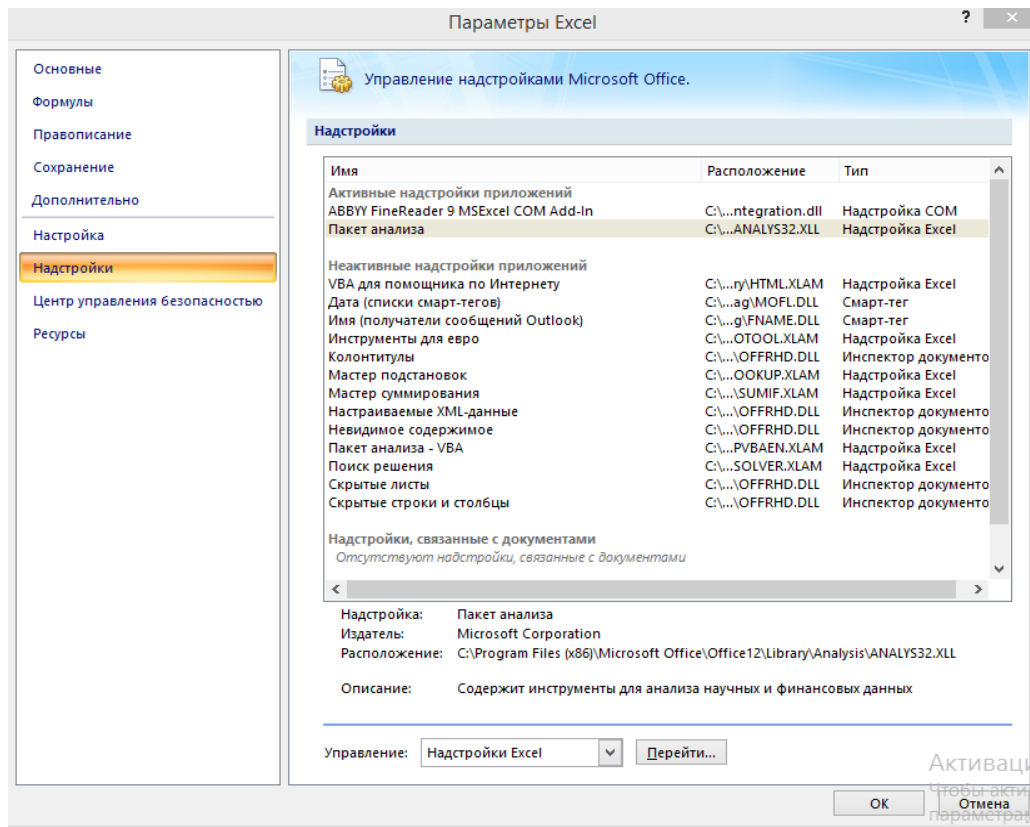 Параметры Excel
?
Основные
Формулы
Правописание
Сохранение
Дополнительно
Настройка
Надстройки
Центр управления безопасностью
Ресурсы
Управление надстройками Microsoft Office.
Надстройки
Имя Расположение Тип
Активные надстройки приложений
ABBYY FineReader 9 MSExcel COM Add-In C:\...ntegration.dll Надстройка COM
Пакет анализа C:\...ANALYS32.XLL Надстройка Excel
Неактивные надстройки приложений
VBA для помощника по Интернету C:\...ry\HTML.XLAM Надстройка Excel
Дата (списки смарт-тегов) C:\...ag\MOFL.DLL Смарт-тег
Имя (получатели сообщений Outlook) C:\...g\FNAME.DLL Смарт-тег
Инструменты для евро C:\...OTOOL.XLAM Надстройка Excel
Колонтитулы C:\...\OFFRHD.DLL Инспектор документо
Мастер подстановок C:\...OOKUP.XLAM Надстройка Excel
Мастер суммирования C:\...\SUMIF.XLAM Надстройка Excel
Настраиваемые XML-данные C:\...\OFFRHD.DLL Инспектор документо
Невидимое содержимое C:\...\OFFRHD.DLL Инспектор документо
Пакет анализа - VBA C:\...PVBAEN.XLAM Надстройка Excel
Поиск решения C:\...SOLVER.XLAM Надстройка Excel
Скрытые листы C:\...\OFFRHD.DLL Инспектор документо
Скрытые строки и столбцы C:\...\OFFRHD.DLL Инспектор документо
Надстройки, связанные с документами
Отсутствуют надстройки, связанные с документами
Надстройка: Пакет анализа
Издатель: Microsoft Corporation
Расположение: C:\Program Files (x86)\Microsoft Office\Office12\Library\Analysis\ANALYS32.XLL
Описание: Содержит инструменты для анализа научных и финансовых данных
Управление: Надстройки Excel Перейти...
Активаци
Чтобы акти
ОК Отмена
параметрам